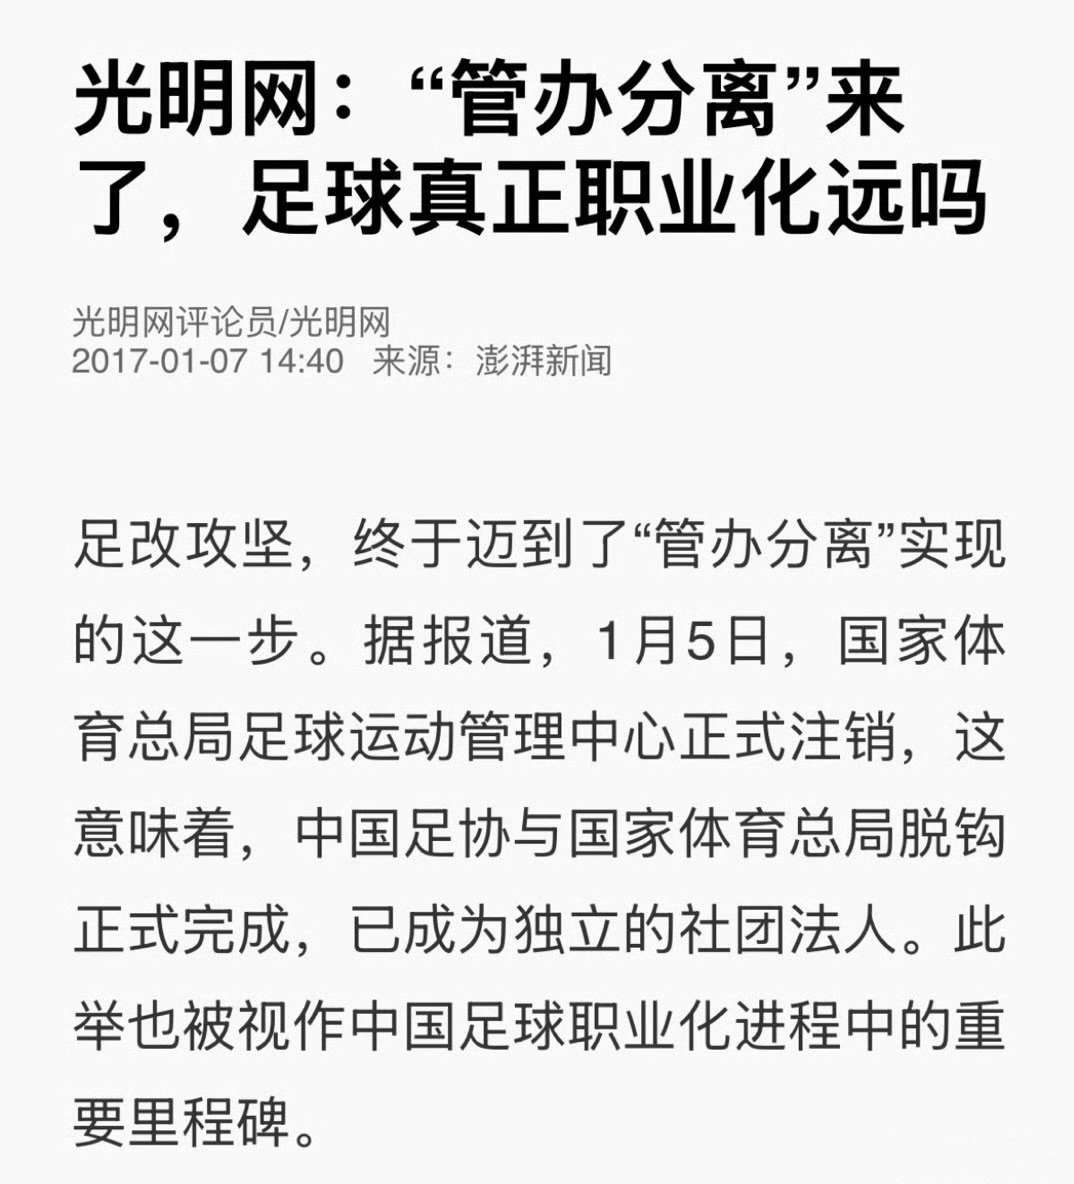 光明网：“管办分离”来
了，足球真正职业化远吗
光明网评论员/光明网
2017-01-07 14:40 来源：澎湃新闻
足改攻坚，终于迈到了“管办分离”实现
的这一步。据报道，1月5日，国家体
育总局足球运动管理中心正式注销，这
意味着，中国足协与国家体育总局脱钩
正式完成，已成为独立的社团法人。此
举也被视作中国足球职业化进程中的重
要里程碑。